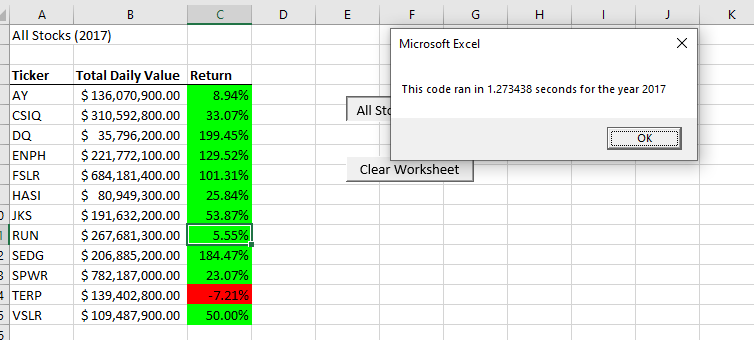 A B C D E F G H I J K
All Stocks (2017)
Microsoft Excel
Ticker Total Daily Value Return
This code ran in 1.273438 seconds for the year 2017
AY $ 136,070,900.00 8.94%
All Sto
CSIQ $ 310,592,800.00 33.07%
DQ $ 35,796,200.00 199.45%
OK
ENPH $ 221,772,100.00 129.52%
FSLR $ 684,181,400.00 101.31%
Clear Worksheet
HASI $ 80,949,300.00 25.84%
0 JKS $ 191,632,200.00 53.87%
1 RUN $ 267,681,300.00 5.55%
2 SEDG $ 206,885,200.00 184.47%
3 SPWR $ 782,187,000.00 23.07%
4 TERP $ 139,402,800.00 -7.21%
5 VSLR $ 109,487,900.00 50.00%